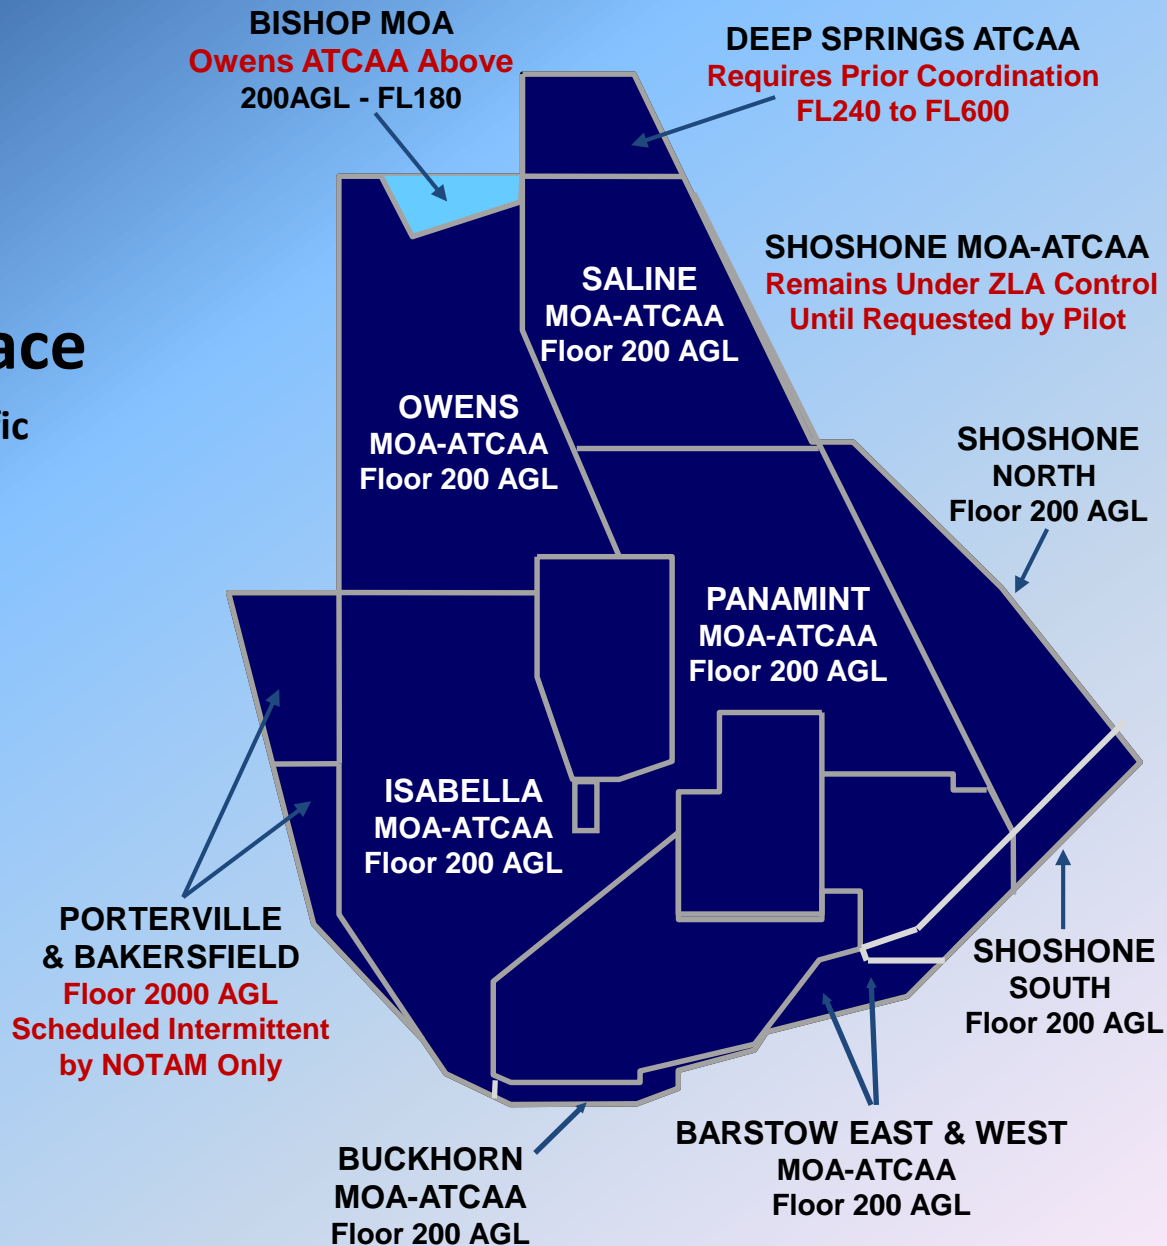 BISHOP MOA
Owens ATCAA Above
200AGL - FL180
DEEP SPRINGS ATCAA
Requires Prior Coordination
FL240 to FL600
SHOSHONE MOA-ATCAA
Remains Under ZLA Control
Until Requested by Pilot
SALINE
MOA-ATCAA
Floor 200 AGL
ace
fic
OWENS
MOA-ATCAA
Floor 200 AGL
SHOSHONE
NORTH
Floor 200 AGL
PANAMINT
MOA-ATCAA
Floor 200 AGL
ISABELLA
MOA-ATCAA
Floor 200 AGL
PORTERVILLE
& BAKERSFIELD
Floor 2000 AGL
Scheduled Intermittent
by NOTAM Only
SHOSHONE
SOUTH
Floor 200 AGL
BUCKHORN
MOA-ATCAA
Floor 200 AGL
BARSTOW EAST & WEST
MOA-ATCAA
Floor 200 AGL